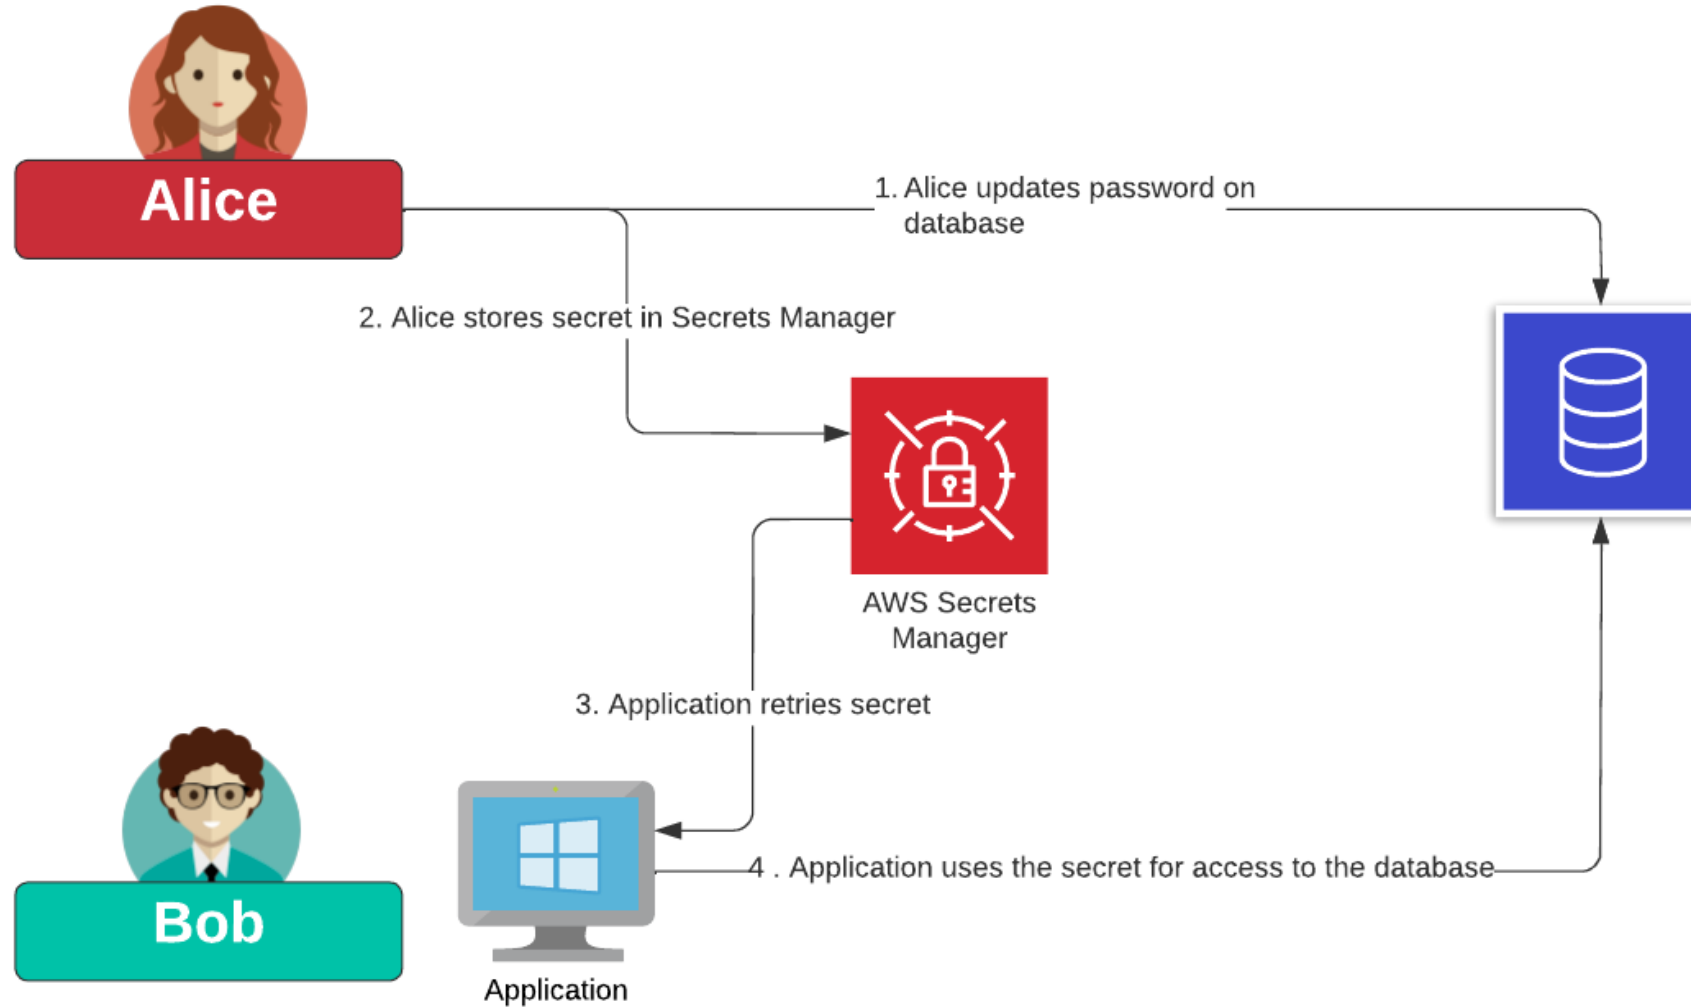 Alice
1. Alice updates password on
database
2. Alice stores secret in Secrets Manager
AWS Secrets
Manager
3. Application retries secret
4 . Application uses the secret for access to the database
Bob
Application